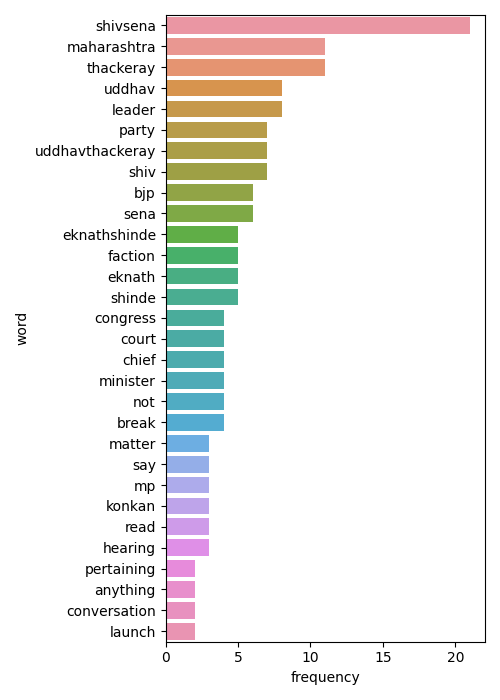 shivsena
maharashtra
thackeray
uddhav
leader
party
uddhavthackeray
shiv
bjp
sena
eknathshinde
faction
eknath
shinde
congress
court
chief
minister
not
break
matter
say
mp
konkan
read
hearing
pertaining
anything
conversation
launch
word
0 5 10 15 20
frequency